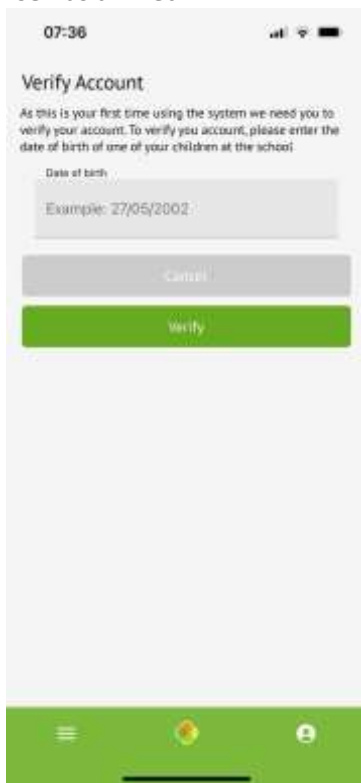 07:36
Verify Account
As this is your first time using the system we need you to
verify your account. To verify you account, please enter the
date of birth of one of your children at the school
Date of birth
Example: 27/05/2002
Cancel
Verify